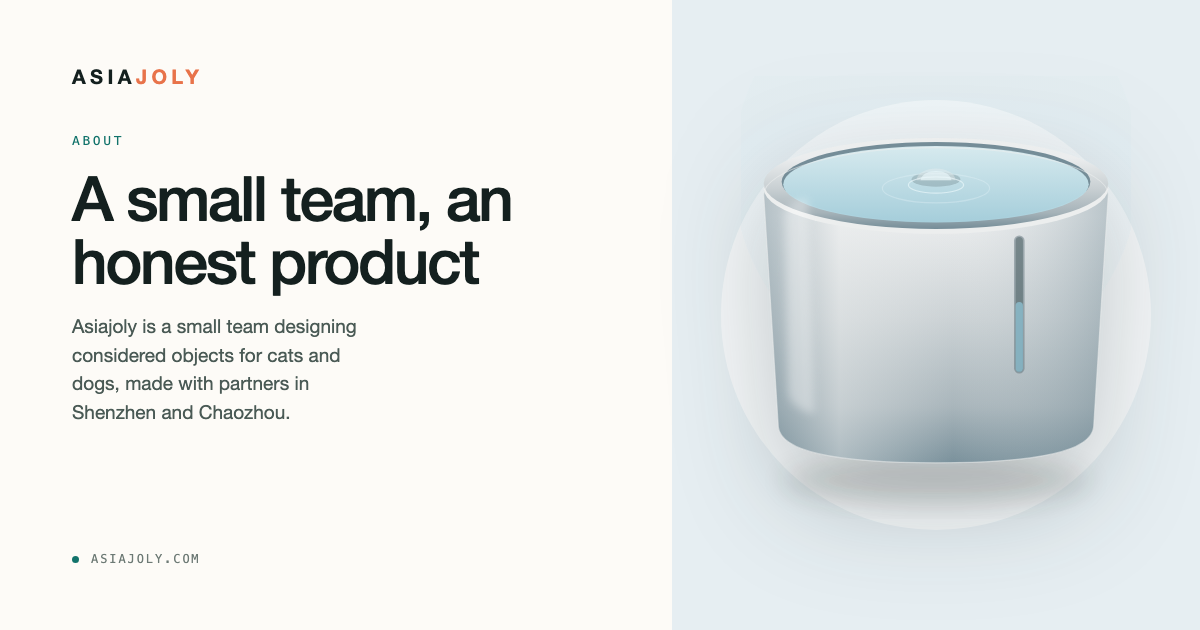 ASIAJOLY
ABOUT
A small team, an
honest product
Asiajoly is a small team designing
considered objects for cats and
dogs, made with partners in
Shenzhen and Chaozhou.
ASIAJOLY.COM